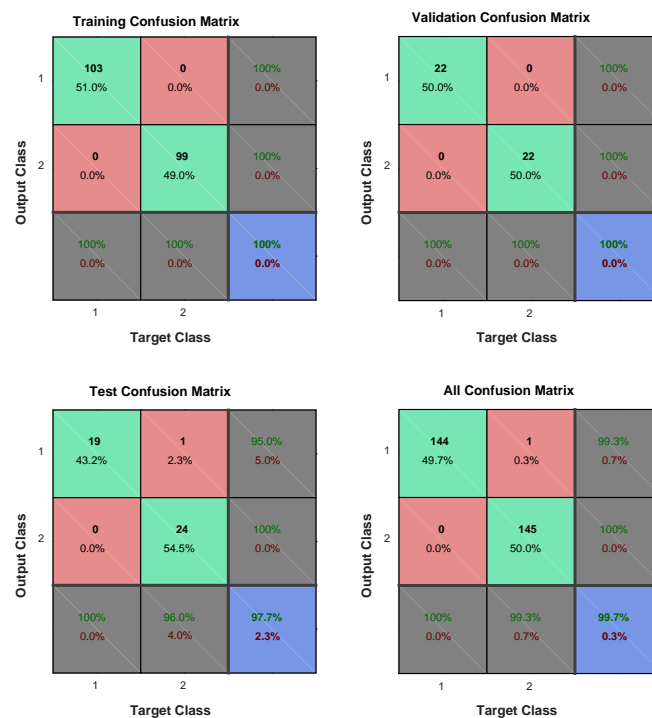 Training Confusion Matrix
103 0 100%
1
51.0% 0.0% 0.0%
0 99 100%
2
0.0% 49.0% 0.0%
100% 100% 100%
0.0% 0.0% 0.0%
1 2
Target Class
Output Class
Validation Confusion Matrix
22 0 100%
1
50.0% 0.0% 0.0%
0 22 100%
2
0.0% 50.0% 0.0%
100% 100% 100%
0.0% 0.0% 0.0%
1 2
Target Class
Output Class
Test Confusion Matrix
19 1 95.0%
1
43.2% 2.3% 5.0%
0 24 100%
2
0.0% 54.5% 0.0%
100% 96.0% 97.7%
0.0% 4.0% 2.3%
1 2
Target Class
Output Class
All Confusion Matrix
144 1 99.3%
1
49.7% 0.3% 0.7%
0 145 100%
2
0.0% 50.0% 0.0%
100% 99.3% 99.7%
0.0% 0.7% 0.3%
1 2
Target Class
Output Class